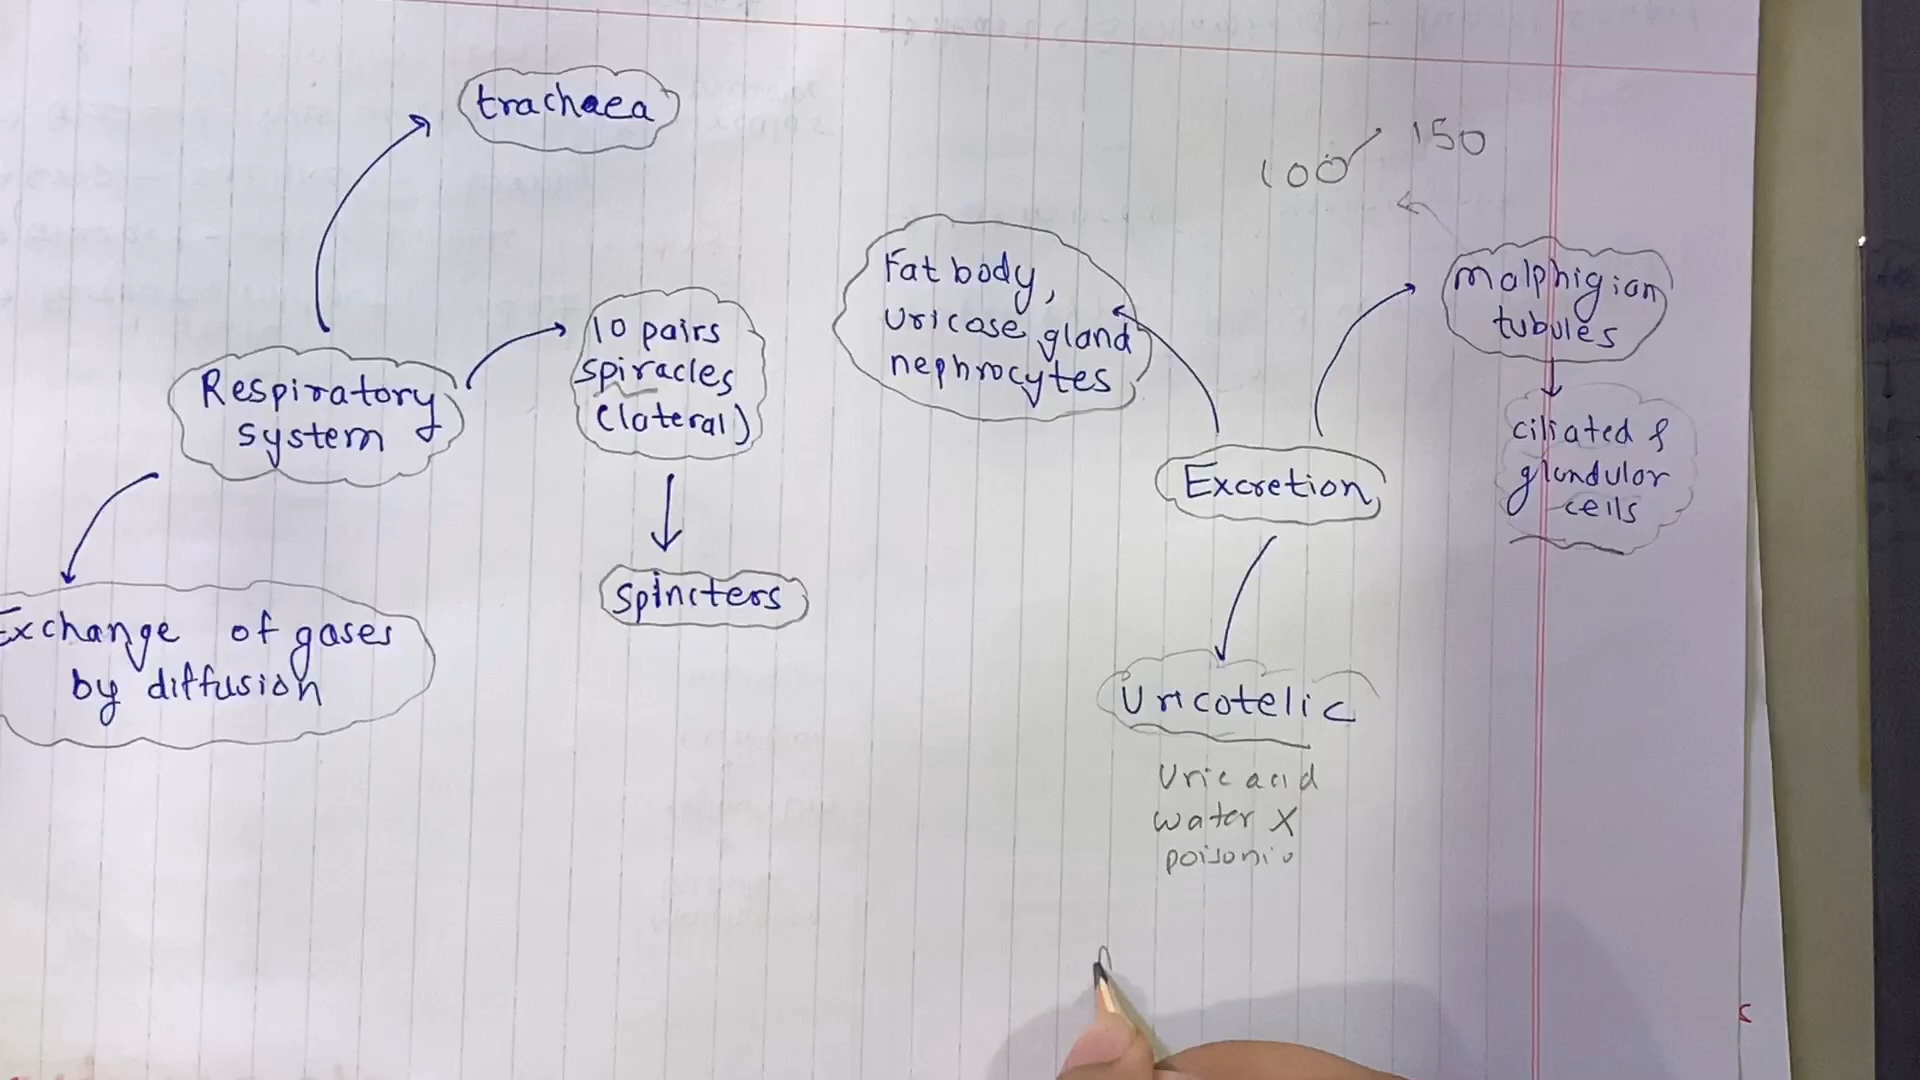 trachaea
10 pairs
spiracles
(lateral)
Respiratory
system
spincters
Exchange of gases
by diffusion
100
150
Fat body,
uricase gland
nephrocytes
malphigian
tubules
ciliated &
glandular
cells
Excretion
Uricotelic
Uric acid
water X